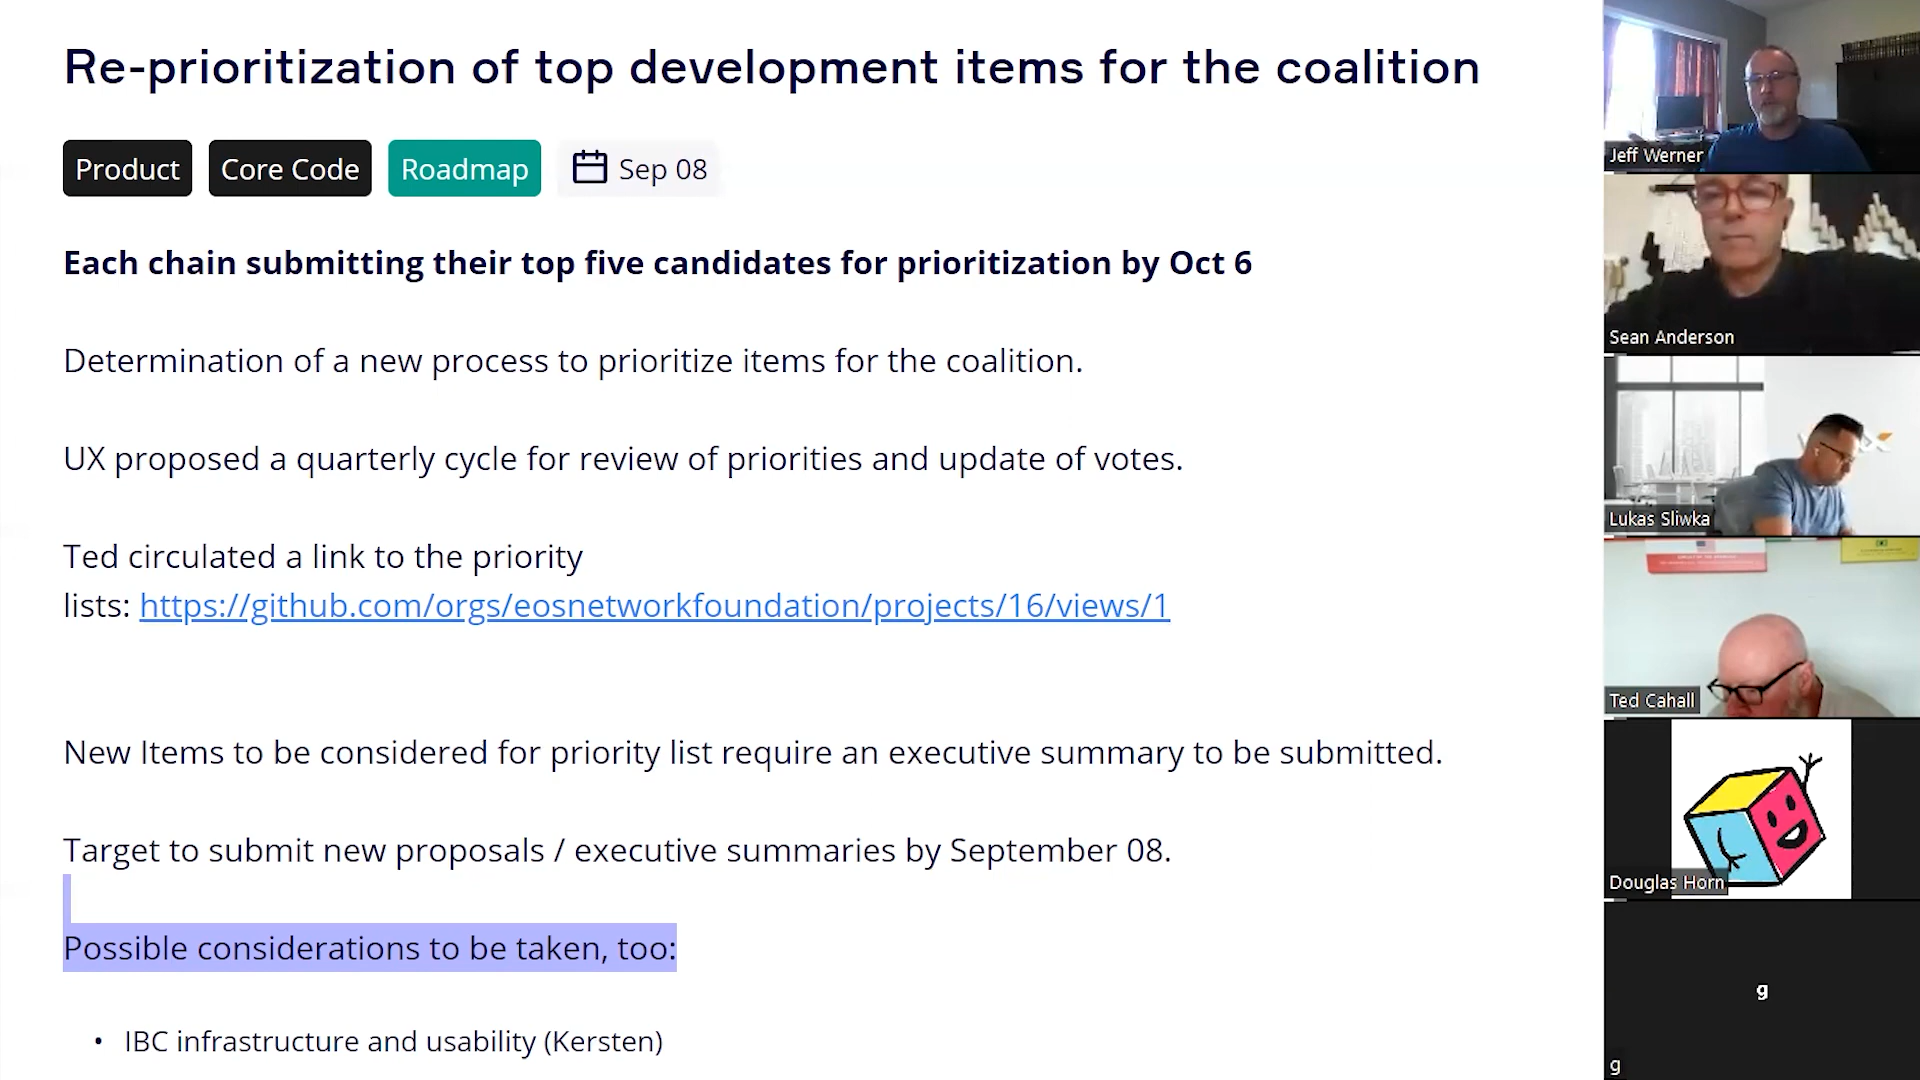 Re-prioritization of top development items for the coalition
Product Core Code Roadmap Sep 08
Each chain submitting their top five candidates for prioritization by Oct 6
Determination of a new process to prioritize items for the coalition.
UX proposed a quarterly cycle for review of priorities and update of votes.
Ted circulated a link to the priority
lists: https://github.com/orgs/eosnetworkfoundation/projects/16/views/1
New Items to be considered for priority list require an executive summary to be submitted.
Target to submit new proposals / executive summaries by September 08.
Possible considerations to be taken, too:
• IBC infrastructure and usability (Kersten)
Jeff Werner
Sean Anderson
Lukas Sliwka
Ted Cahall
Douglas Horn
g
g